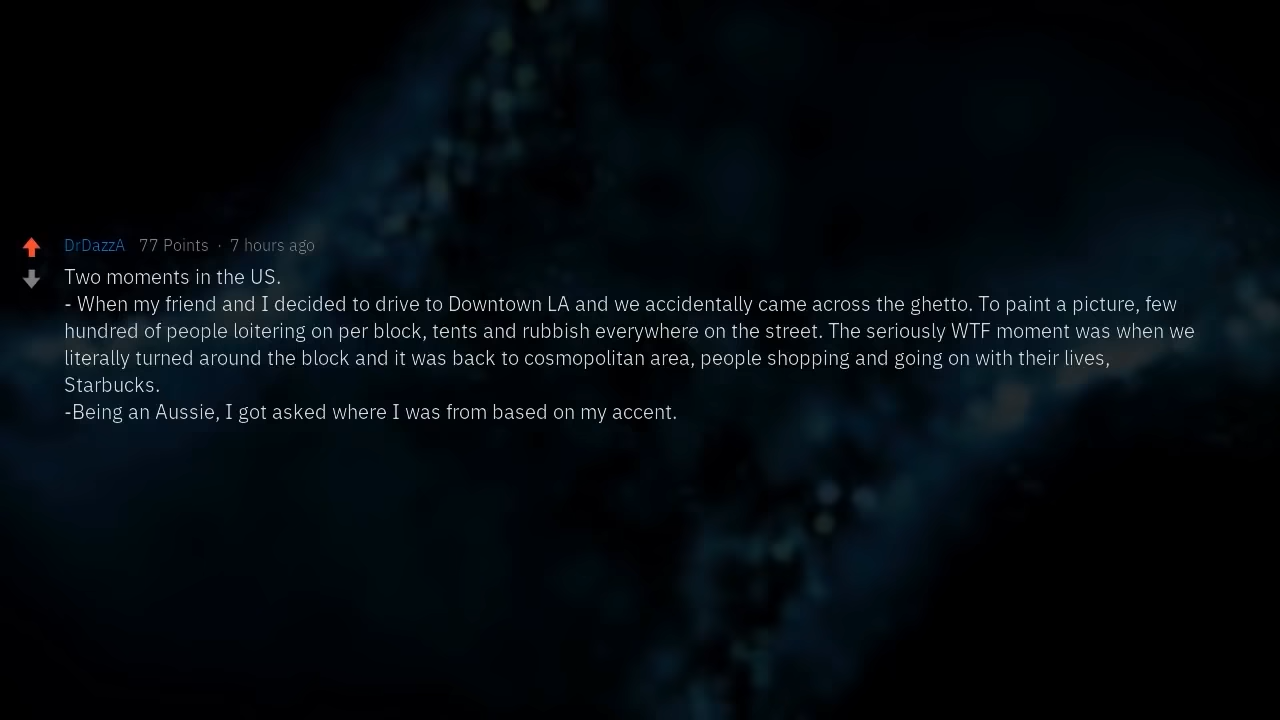 DrDazzA 77 Points · 7 hours ago
Two moments in the US.
- When my friend and I decided to drive to Downtown LA and we accidentally came across the ghetto. To paint a picture, few
hundred of people loitering on per block, tents and rubbish everywhere on the street. The seriously WTF moment was when we
literally turned around the block and it was back to cosmopolitan area, people shopping and going on with their lives,
Starbucks.
-Being an Aussie, I got asked where I was from based on my accent.